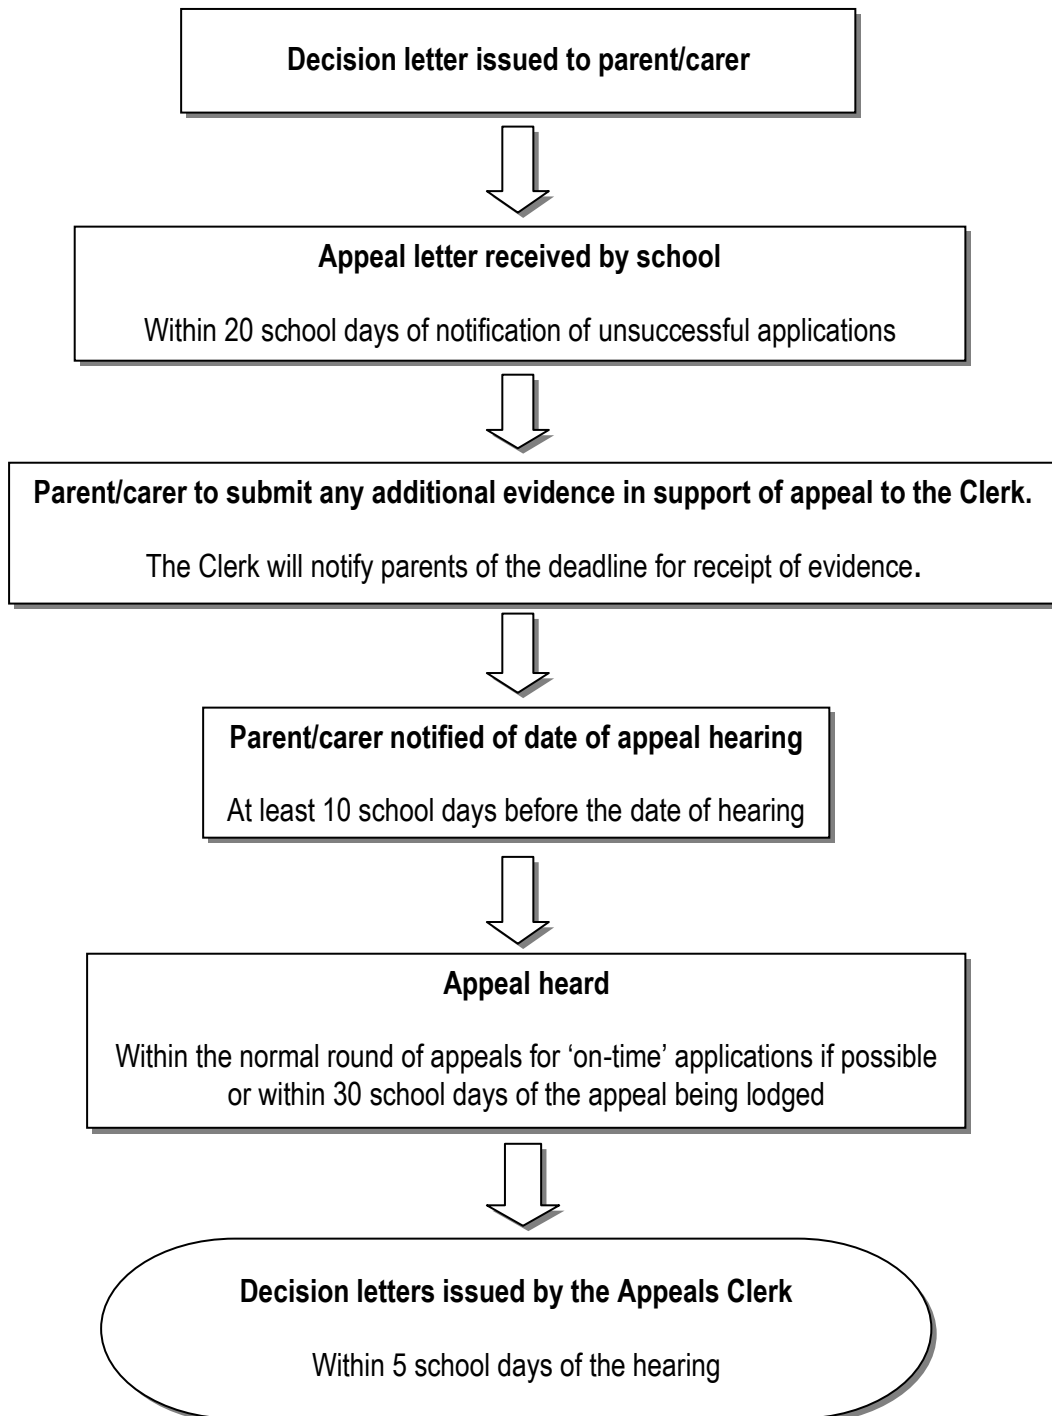 Decision letter issued to parent/carer
Appeal letter received by school
Within 20 school days of notification of unsuccessful applications
Parent/carer to submit any additional evidence in support of appeal to the Clerk.
The Clerk will notify parents of the deadline for receipt of evidence.
Parent/carer notified of date of appeal hearing
At least 10 school days before the date of hearing
Appeal heard
Within the normal round of appeals for ‘on-time’ applications if possible
or within 30 school days of the appeal being lodged
Decision letters issued by the Appeals Clerk
Within 5 school days of the hearing